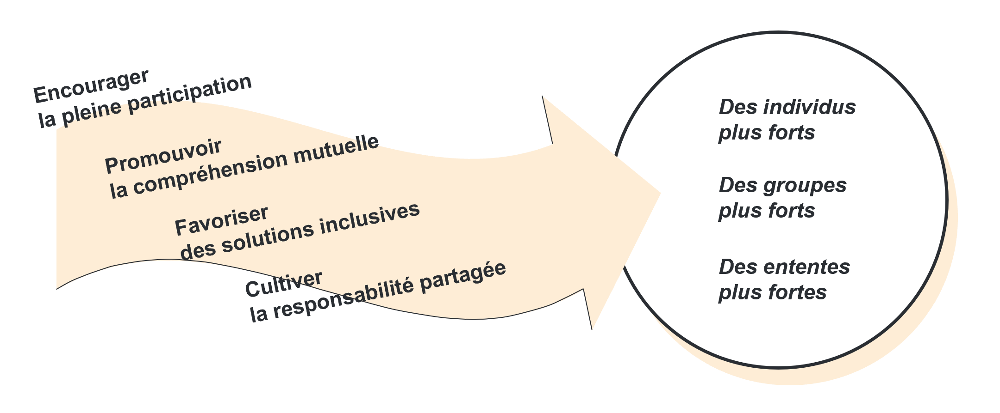 Encourager
la pleine participation
Promouvoir
la compréhension mutuelle
Favoriser
des solutions inclusives
Cultiver
la responsabilité partagée
Des individus
plus forts
Des groupes
plus forts
Des ententes
plus fortes